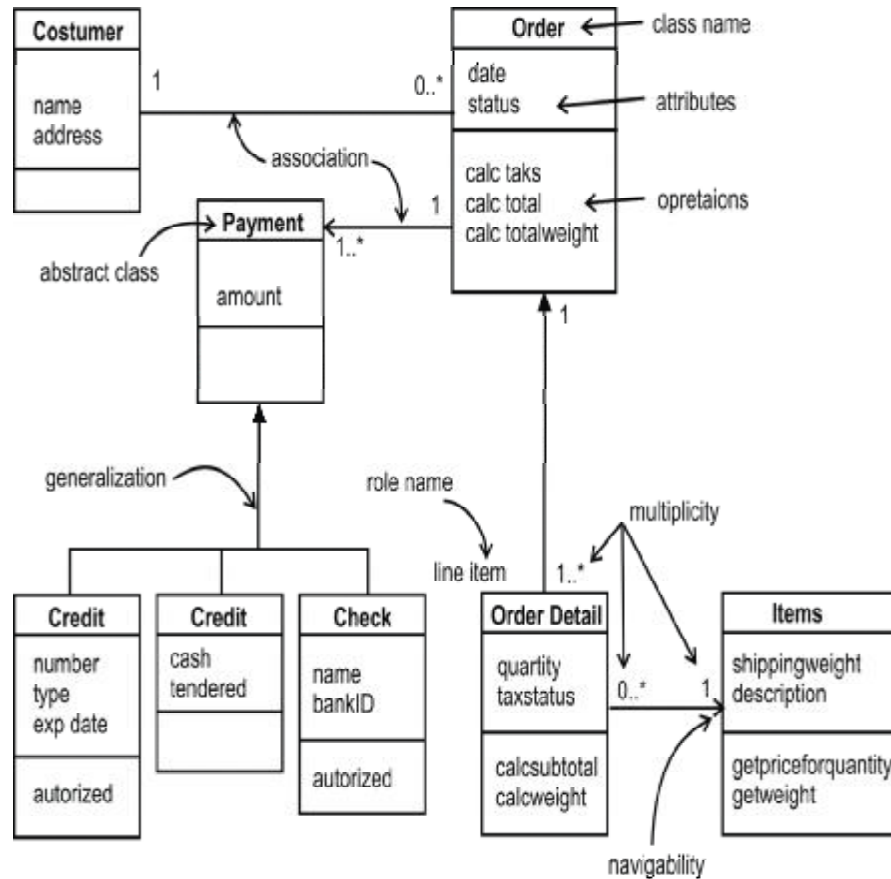 Costumer
name
address
1
0..*
Order
class name
date
status
attributes
calc taks
calc total
calc totalweight
opretaions
association
Payment
1
1..*
abstract class
amount
1
generalization
role name
multiplicity
line item
1..*
Credit
number
type
exp date
autorized
Credit
cash
tendered
Check
name
bankID
autorized
Order Detail
quartity
taxstatus
calcsubtotal
calcweight
0..*
1
Items
shippingweight
description
getpriceforquantity
getweight
navigability